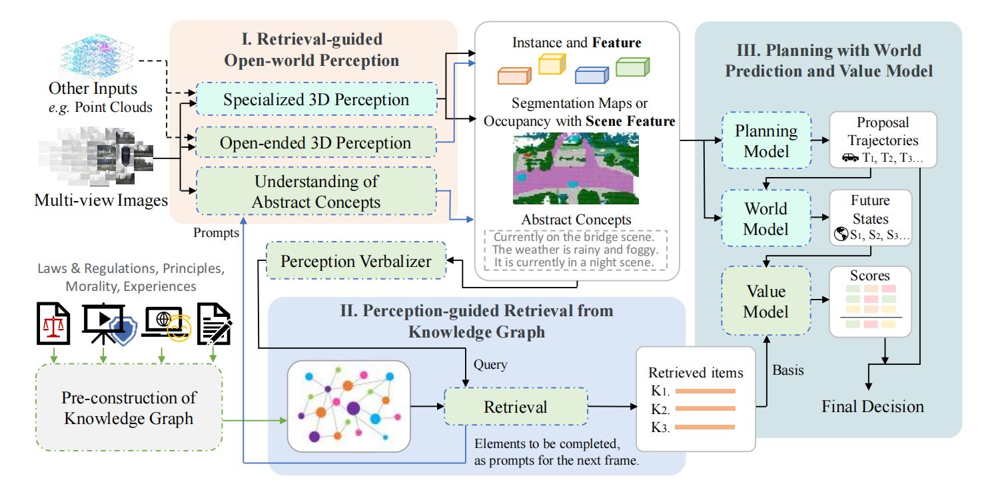 I. Retrieval-guided
Open-world Perception
Other Inputs
e.g. Point Clouds
Multi-view Images
Specialized 3D Perception
Open-ended 3D Perception
Understanding of
Abstract Concepts
Prompts
Instance and Feature
Segmentation Maps or
Occupancy with Scene Feature
Abstract Concepts
Currently on the bridge scene.
The weather is rainy and foggy.
It is currently in a night scene.
Perception Verbalizer
Laws & Regulations, Principles,
Morality, Experiences
Pre-construction of
Knowledge Graph
II. Perception-guided Retrieval from
Knowledge Graph
Query
Retrieval
Elements to be completed,
as prompts for the next frame.
Retrieved items
K1.
K2.
K3.
Basis
III. Planning with World
Prediction and Value Model
Planning
Model
Proposal
Trajectories
T1, T2, T3...
World
Model
Future
States
S1, S2, S3...
Value
Model
Scores
Final Decision